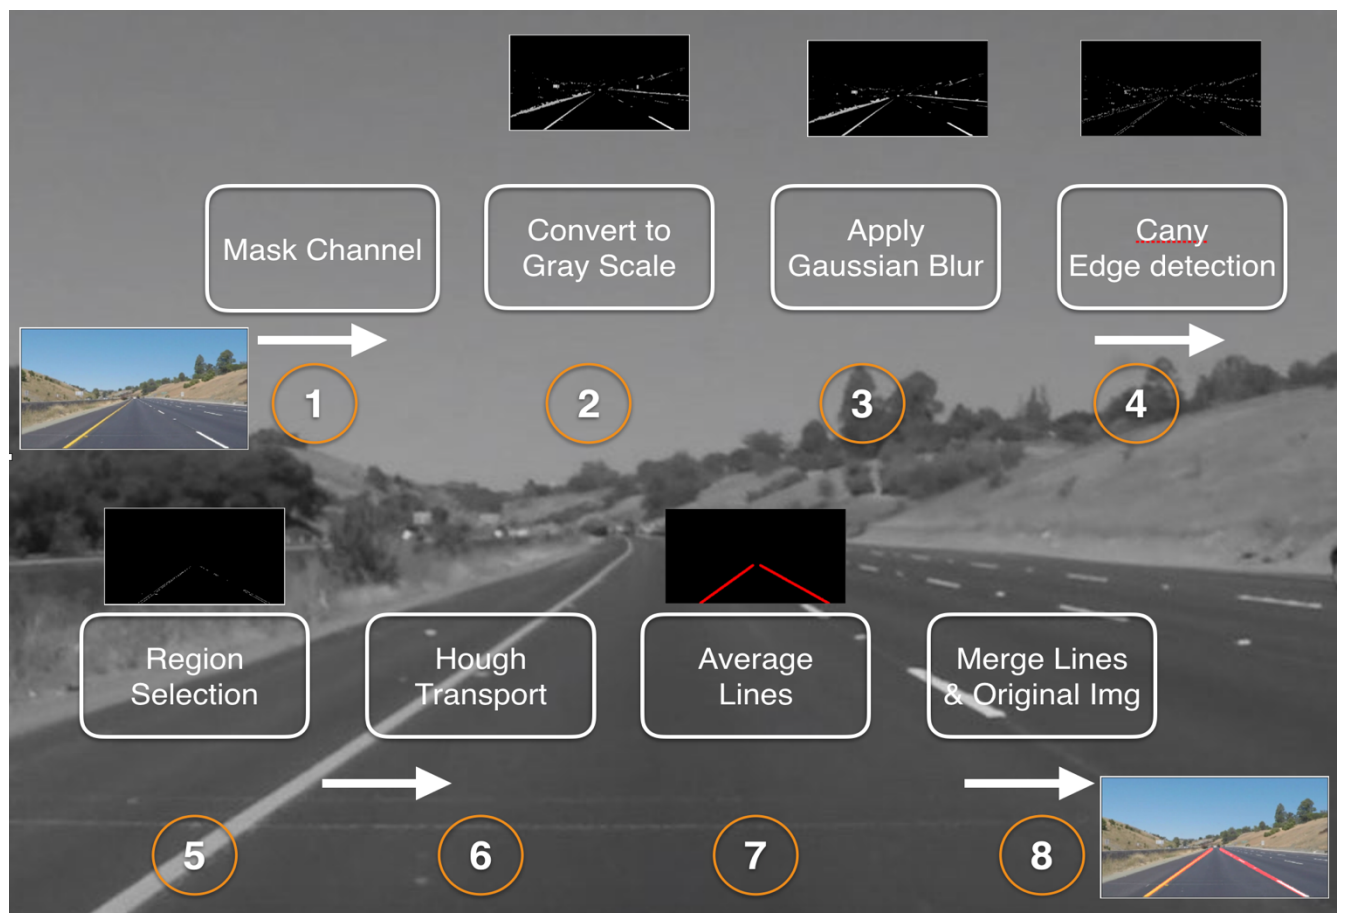 Mask Channel
Convert to
Gray Scale
Apply
Gaussian Blur
Cany
Edge detection
1
2
3
4
Region
Selection
Hough
Transport
Average
Lines
Merge Lines
& Original Img
5
6
7
8